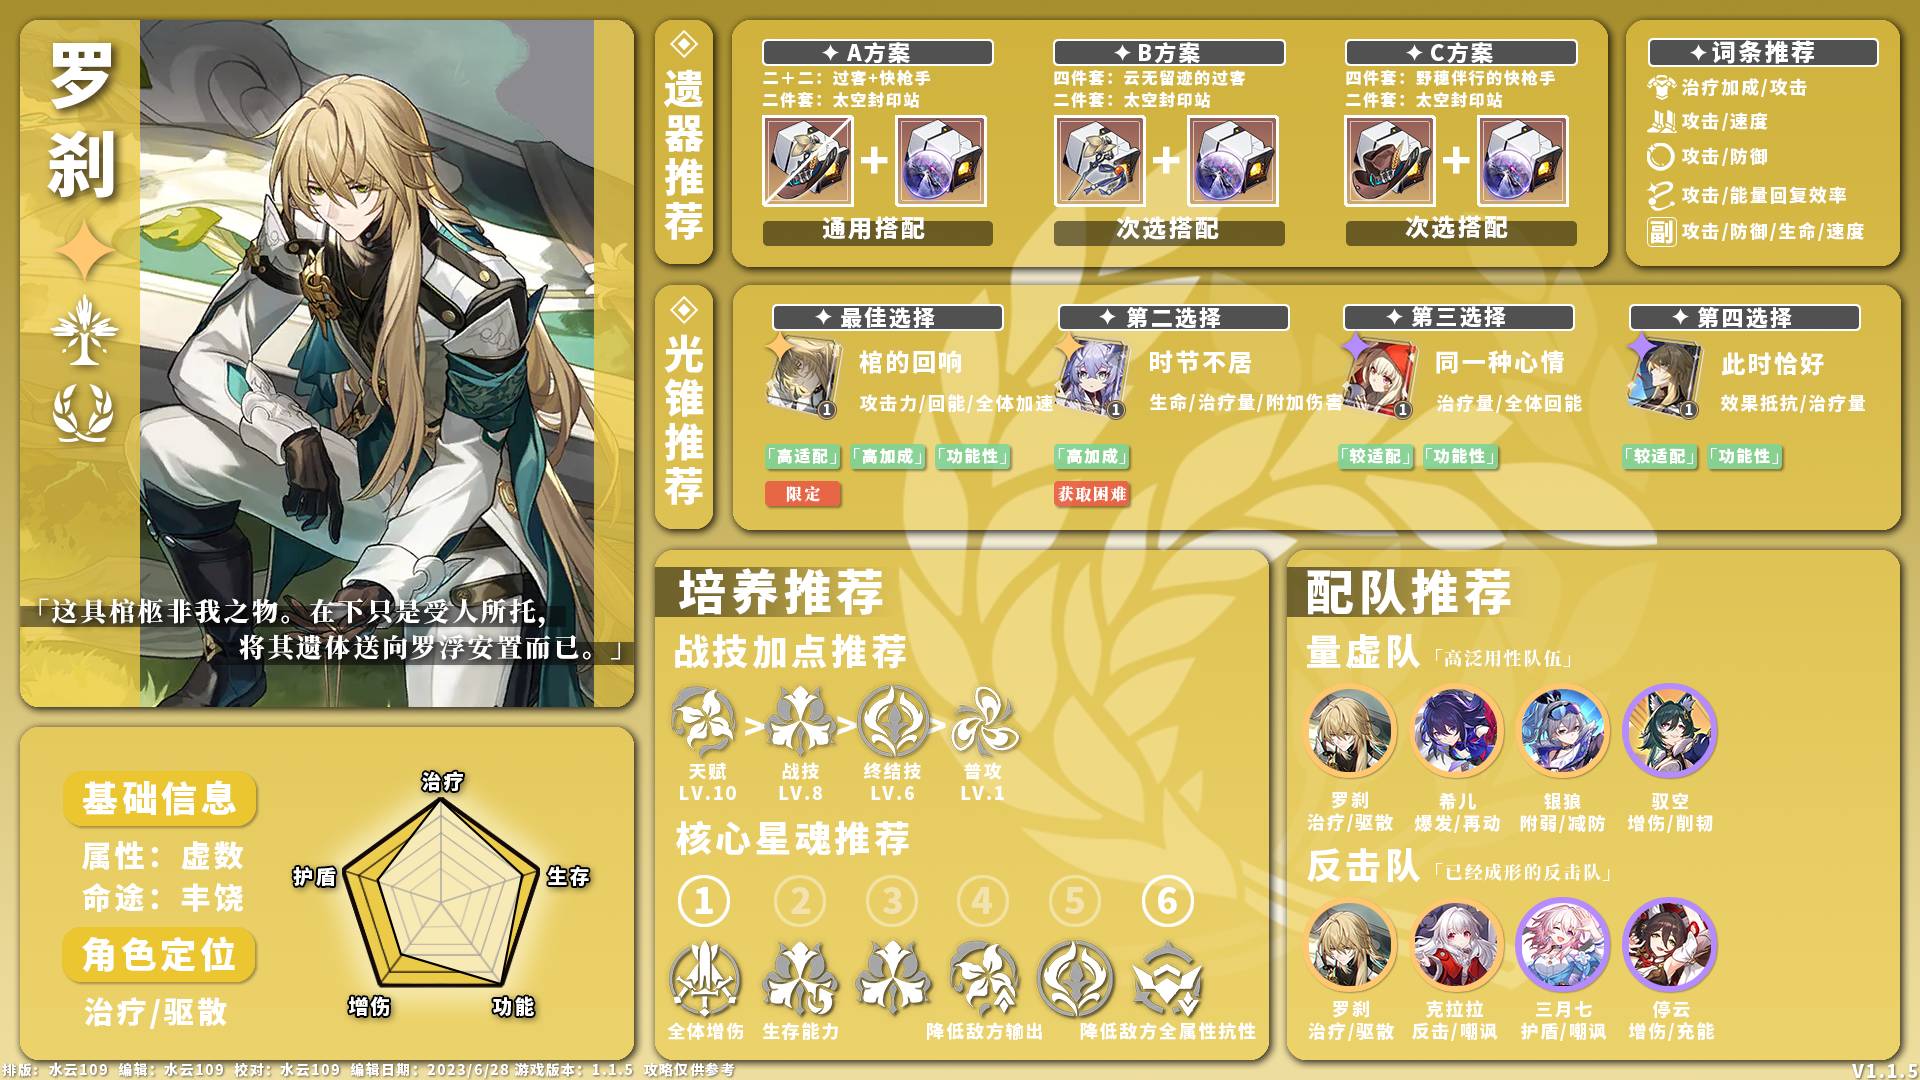 罗刹
「这具棺柩非我之物。在下只是受人所托，
将其遗体送向罗浮安置而已。」
基础信息
属性：虚数
命途：丰饶
角色定位
治疗/驱散
治疗
护盾
生存
增伤
功能
遗器推荐
✦ A方案
二＋二：过客+快枪手
二件套：太空封印站
+
通用搭配
✦ B方案
四件套：云无留迹的过客
二件套：太空封印站
+
次选搭配
✦ C方案
四件套：野穗伴行的快枪手
二件套：太空封印站
+
次选搭配
✦词条推荐
治疗加成/攻击
攻击/速度
攻击/防御
攻击/能量回复效率
副 攻击/防御/生命/速度
光锥推荐
✦ 最佳选择
棺的回响
攻击力/回能/全体加速
1
「高适配」 「高加成」 「功能性」
限定
✦ 第二选择
时节不居
生命/治疗量/附加伤害
1
「高加成」
获取困难
✦ 第三选择
同一种心情
治疗量/全体回能
1
「较适配」 「功能性」
✦ 第四选择
此时恰好
效果抵抗/治疗量
1
「较适配」 「功能性」
培养推荐
战技加点推荐
> > >
天赋 战技 终结技 普攻
LV.10 LV.8 LV.6 LV.1
核心星魂推荐
1 2 3 4 5 6
全体增伤 生存能力 降低敌方输出 降低敌方全属性抗性
配队推荐
量虚队「高泛用性队伍」
罗刹 希儿 银狼 驭空
治疗/驱散 爆发/再动 附弱/减防 增伤/削韧
反击队「已经成形的反击队」
罗刹 克拉拉 三月七 停云
治疗/驱散 反击/嘲讽 护盾/嘲讽 增伤/充能
排版：水云109 编辑：水云109 校对：水云109 编辑日期：2023/6/28 游戏版本：1.1.5 攻略仅供参考
V1.1.5